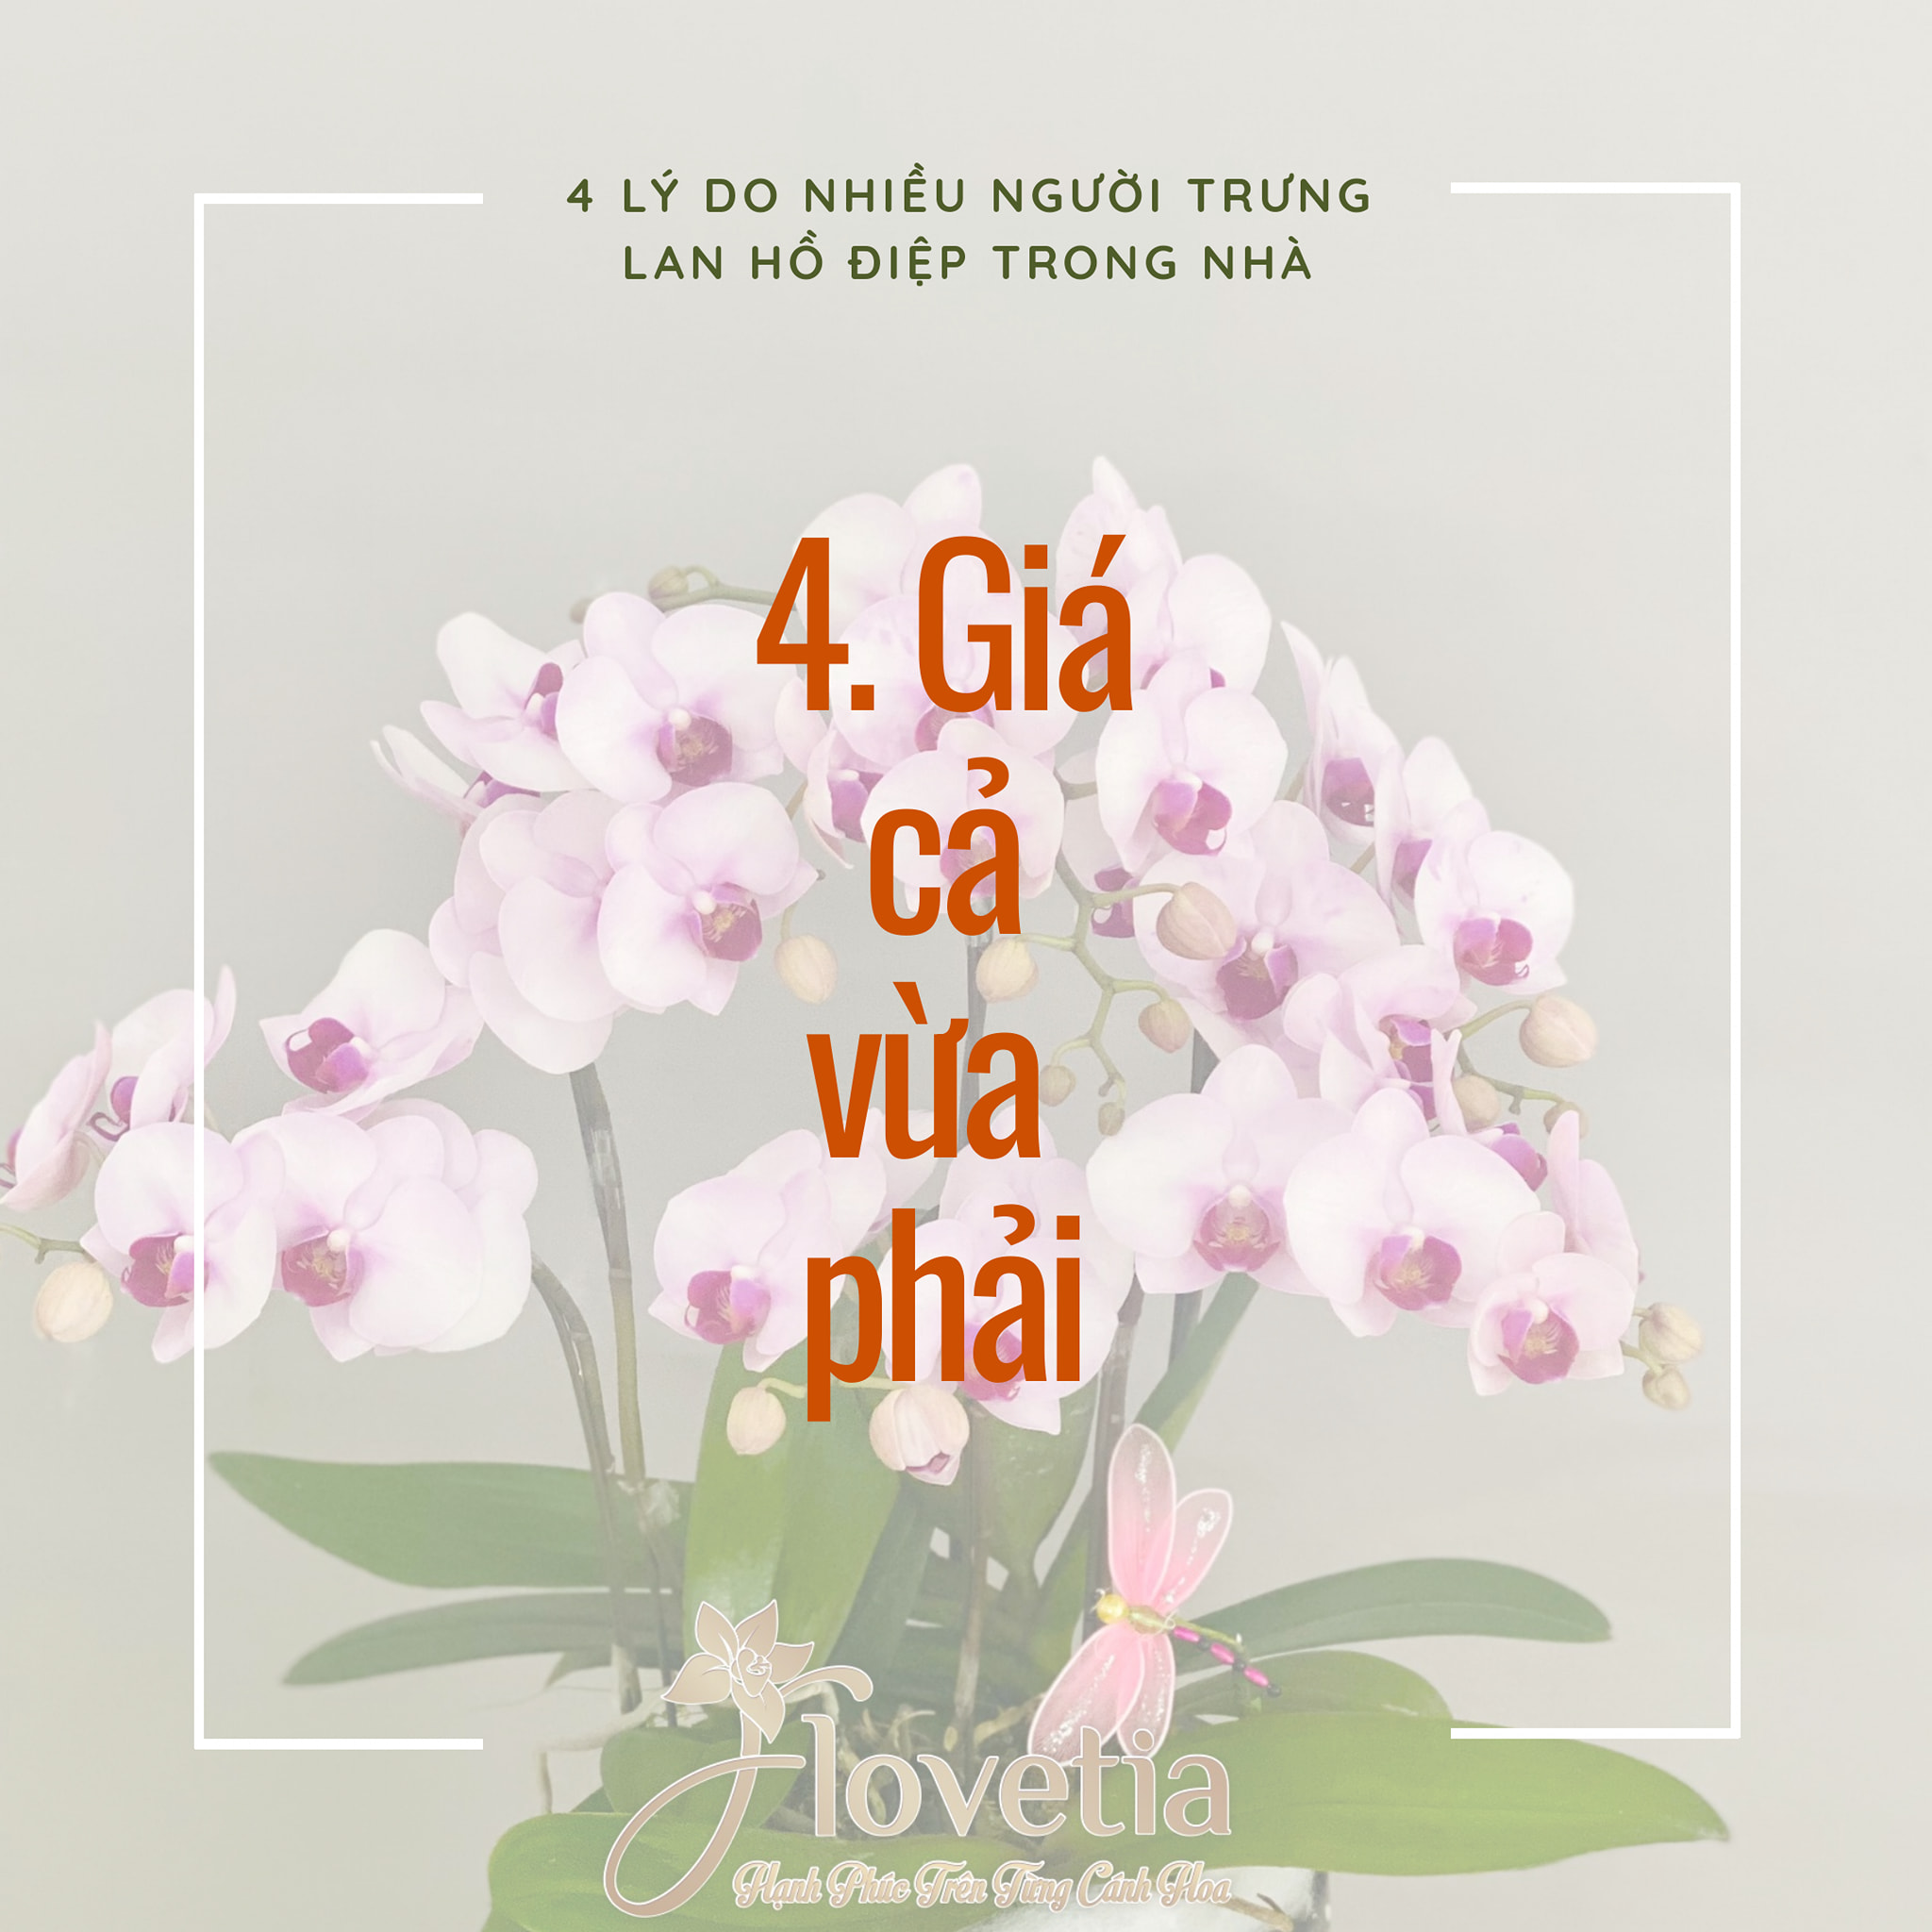 4 LÝ DO NHIỀU NGƯỜI TRƯNG
LAN HỒ ĐIỆP TRONG NHÀ
4. Giá
cả
vừa
phải
Flovetia
Hạnh Phúc Trên Từng Cánh Hoa